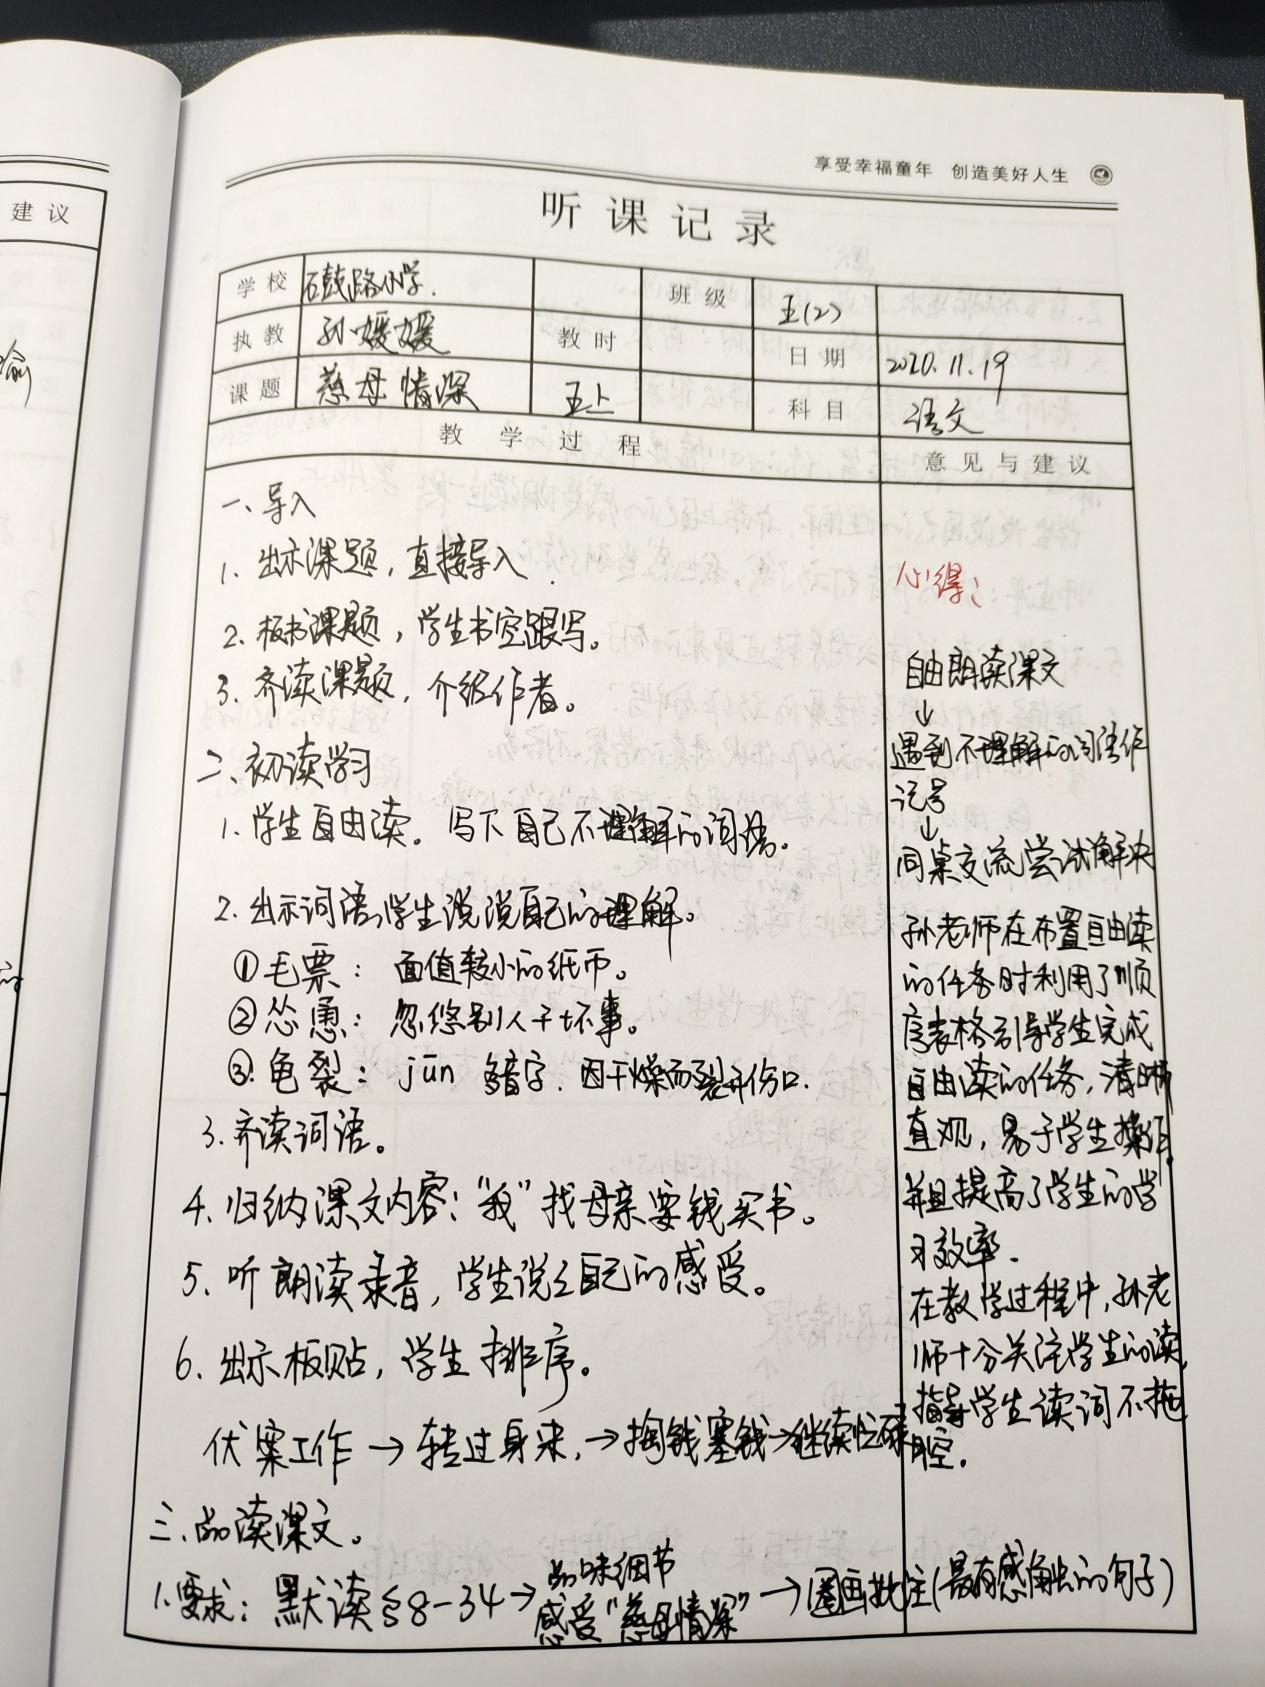 建议
享受幸福童年 创造美好人生
听课记录
学校 石鼓路小学. 班级 五(2)
执教 孙媛媛 教时 日期 2020.11.19
课题 慈母情深 五上 科目 语文
教学过程 意见与建议
一、导入
1. 出示课题,直接导入.
2. 板书课题,学生书空跟写。
3. 齐读课题,介绍作者。
二、初读学习
1. 学生自由读。写下自己不理解的词语。
2. 出示词语,学生说说自己的理解。
①毛票: 面值较小的纸币。
②怂恿: 忽悠别人干坏事。
③龟裂: jūn 多音字.因干燥而裂开伤口.
3. 齐读词语。
4. 归纳课文内容:“我”找母亲要钱买书。
5. 听朗读录音,学生说说自己的感受。
6. 出示板贴,学生排序。
伏案工作→转过身来,→掏钱塞钱→继续忙碌
三、品读课文。
1.要求:默读§8-34→品味细节
感受“慈母情深”→圈画批注(最有感触的句子)
心得:
自由朗读课文
↓
遇到不理解的词语作
记号
↓
同桌交流尝试解决
孙老师在布置自由读
的任务时利用了顺
序表格引导学生完成
自由读的任务,清晰
直观,易于学生操作,
并且提高了学生的学
习效率.
在教学过程中,孙老
师十分关注学生的读,
指导学生读词不拖
腔.